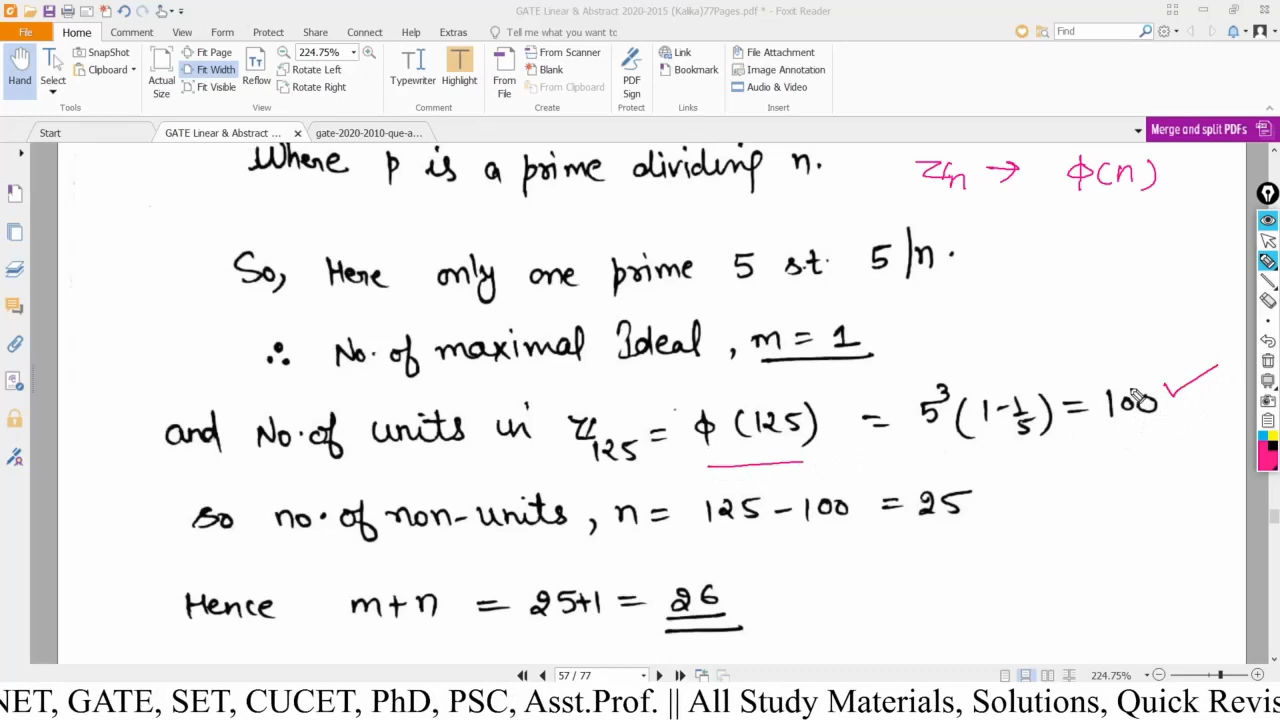 GATE Linear & Abstract 2020-2015 (Kalika)77Pages.pdf * - Foxit Reader
File Home Comment View Form Protect Share Connect Help Extras Tell me what you want to Find
Hand Select SnapShot Clipboard Actual Size Fit Page Fit Width Fit Visible Reflow 224.75% Rotate Left Rotate Right Typewriter Highlight From File From Scanner Blank From Clipboard PDF Sign Link Bookmark File Attachment Image Annotation Audio & Video
Tools View Comment Create Protect Links Insert
Start GATE Linear & Abstract ... gate-2020-2010-que-a... Merge and split PDFs
Where p is a prime dividing n. ℤn → ϕ(n)
So, Here only one prime 5 s.t. 5|n.
∴ No. of maximal Ideal, m = 1
and No. of units in ℤ125 = ϕ(125) = 5³(1-1/5) = 100 ✓
so no. of non-units, n = 125 - 100 = 25
Hence m+n = 25+1 = 26
57 / 77 224.75%
NET, GATE, SET, CUCET, PhD, PSC, Asst.Prof. || All Study Materials, Solutions, Quick Revis